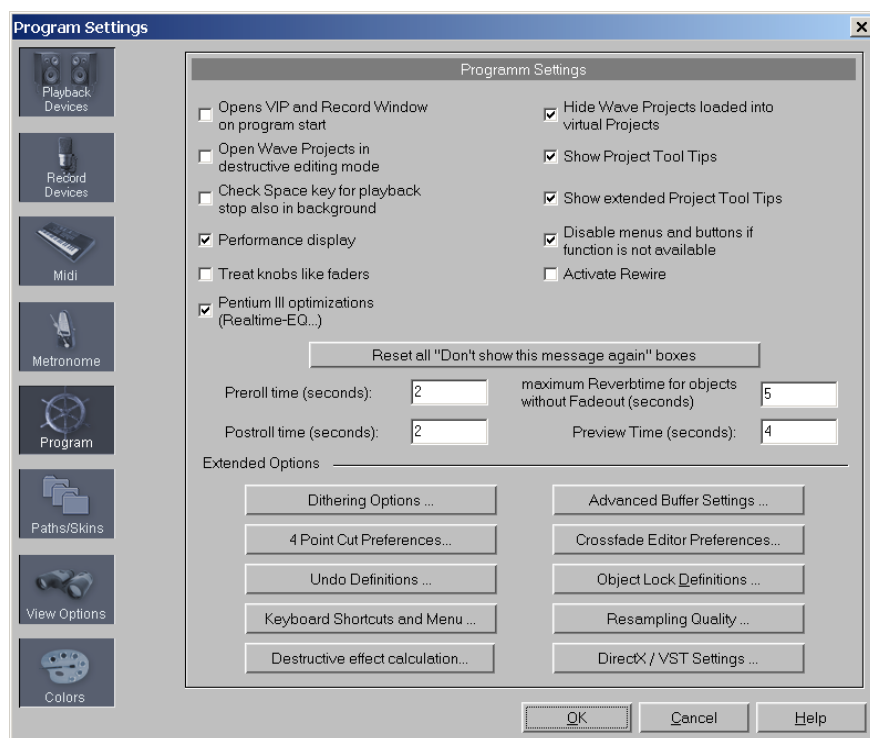 Program Settings
Playback
Devices
Record
Devices
Midi
Metronome
Program
Paths/Skins
View Options
Colors
Programm Settings
Opens VIP and Record Window
on program start
Open Wave Projects in
destructive editing mode
Check Space key for playback
stop also in background
Performance display
Treat knobs like faders
Pentium III optimizations
(Realtime-EQ...)
Hide Wave Projects loaded into
virtual Projects
Show Project Tool Tips
Show extended Project Tool Tips
Disable menus and buttons if
function is not available
Activate Rewire
Reset all "Don't show this message again" boxes
Preroll time (seconds): 2
maximum Reverbtime for objects
without Fadeout (seconds) 5
Postroll time (seconds): 2
Preview Time (seconds): 4
Extended Options
Dithering Options ...
Advanced Buffer Settings ...
4 Point Cut Preferences...
Crossfade Editor Preferences...
Undo Definitions ...
Object Lock Definitions ...
Keyboard Shortcuts and Menu ...
Resampling Quality ...
Destructive effect calculation...
DirectX / VST Settings ...
OK
Cancel
Help